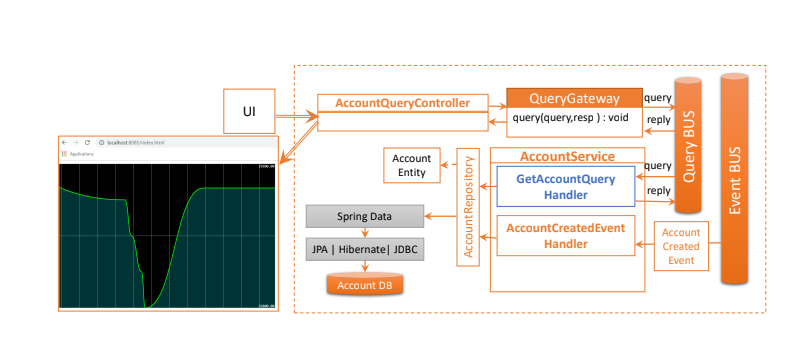 UI
AccountQueryController
QueryGateway
query(query,resp ) : void
query
reply
Query BUS
Event BUS
localhost:8085/index.html
Applications
Account
Entity
AccountRepository
AccountService
GetAccountQuery
Handler
query
reply
AccountCreatedEvent
Handler
Account
Created
Event
Spring Data
JPA | Hibernate| JDBC
Account DB